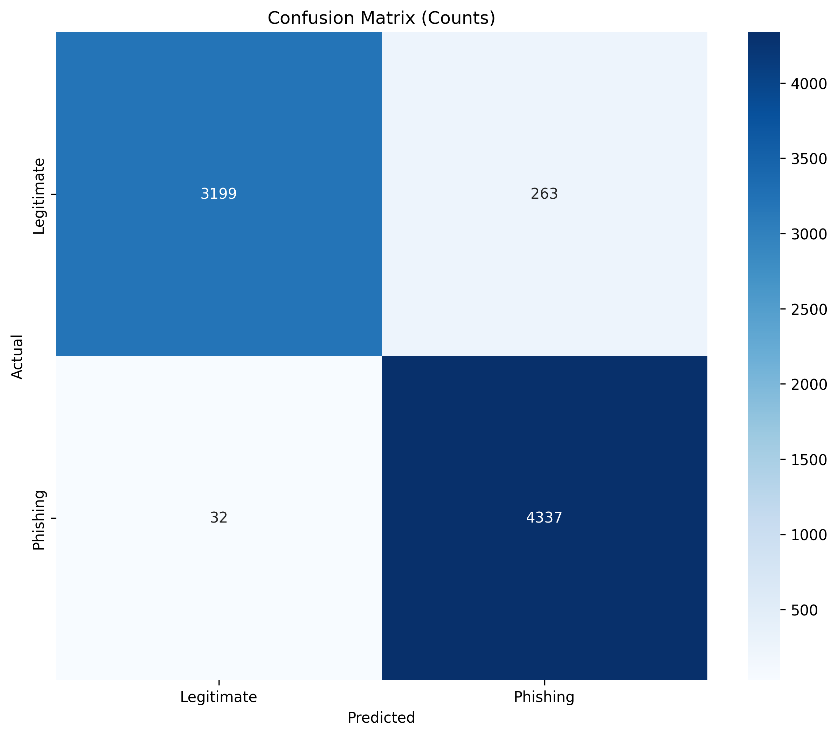 Confusion Matrix (Counts)
Actual
Legitimate
3199
263
Phishing
32
4337
Legitimate
Phishing
Predicted
4000
3500
3000
2500
2000
1500
1000
500